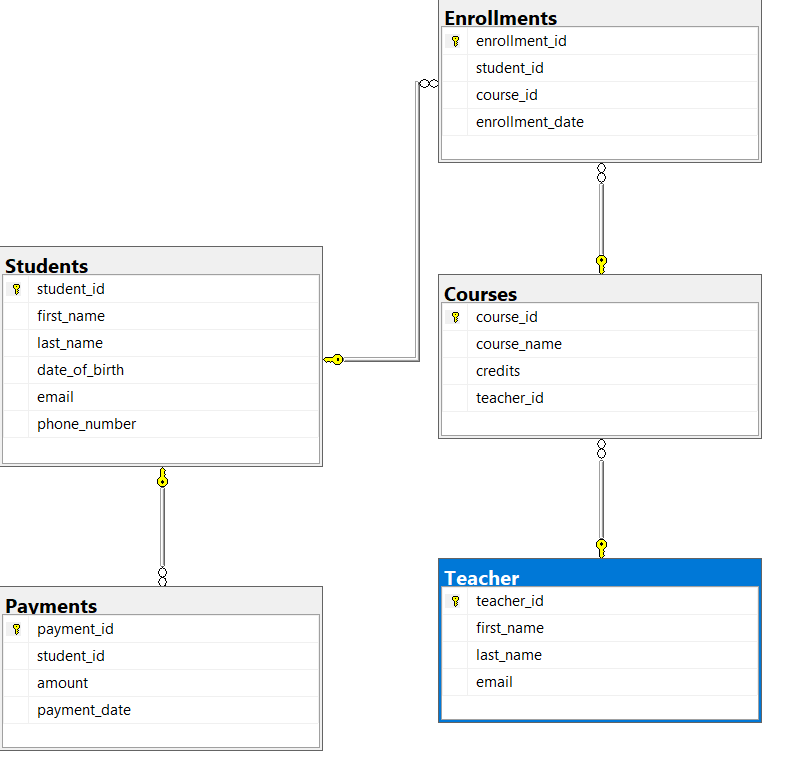 Enrollments
enrollment_id
student_id
course_id
enrollment_date
Students
student_id
first_name
last_name
date_of_birth
email
phone_number
Courses
course_id
course_name
credits
teacher_id
Payments
payment_id
student_id
amount
payment_date
Teacher
teacher_id
first_name
last_name
email